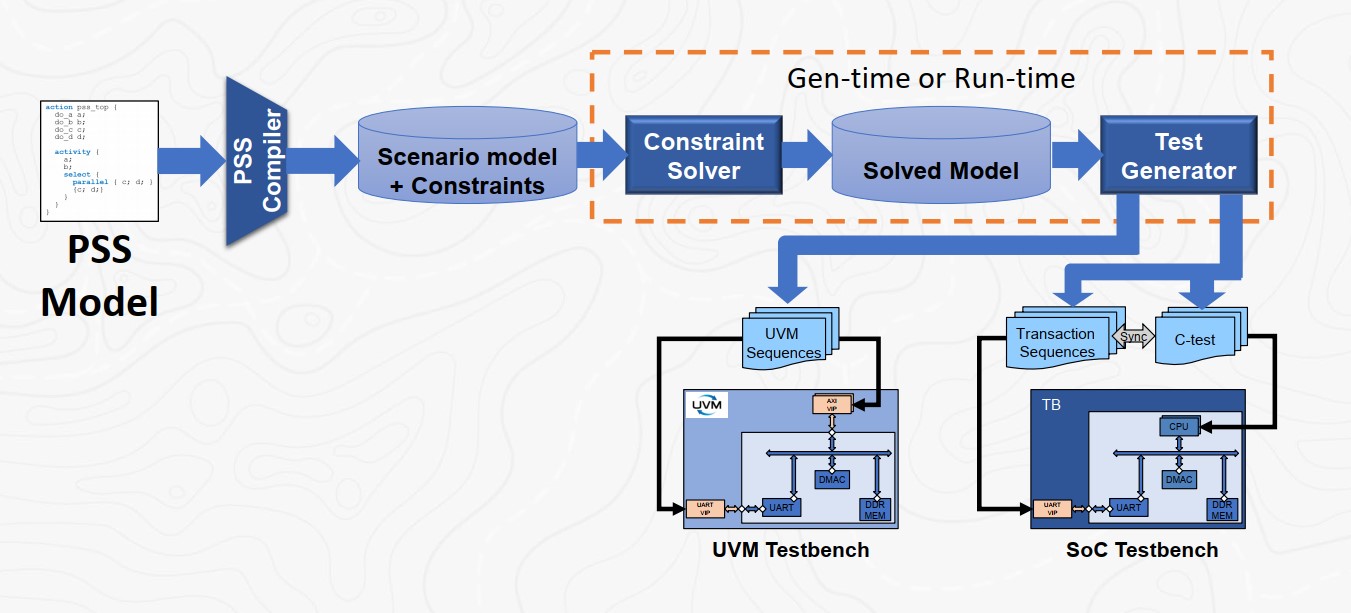 action pss_top {
do_a a;
do_b b;
do_c c;
do_d d;
activity {
a;
b;
select {
parallel { c; d; }
{c; d;}
}
}
}
PSS
Model
PSS
Compiler
Scenario model
+ Constraints
Gen-time or Run-time
Constraint
Solver
Solved Model
Test
Generator
UVM
Sequences
Transaction
Sequences
Sync
C-test
UVM
AXI
VIP
DMAC
UART
VIP
UART
DDR
MEM
UVM Testbench
TB
CPU
DMAC
UART
VIP
UART
DDR
MEM
SoC Testbench